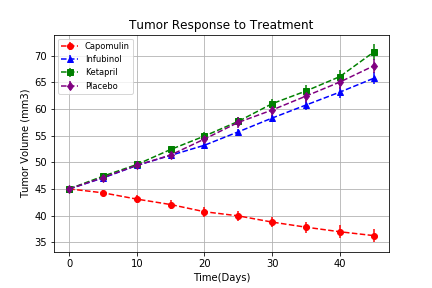 Tumor Response to Treatment
Capomulin
Infubinol
Ketapril
Placebo
Tumor Volume (mm3)
70
65
60
55
50
45
40
35
0 10 20 30 40
Time(Days)